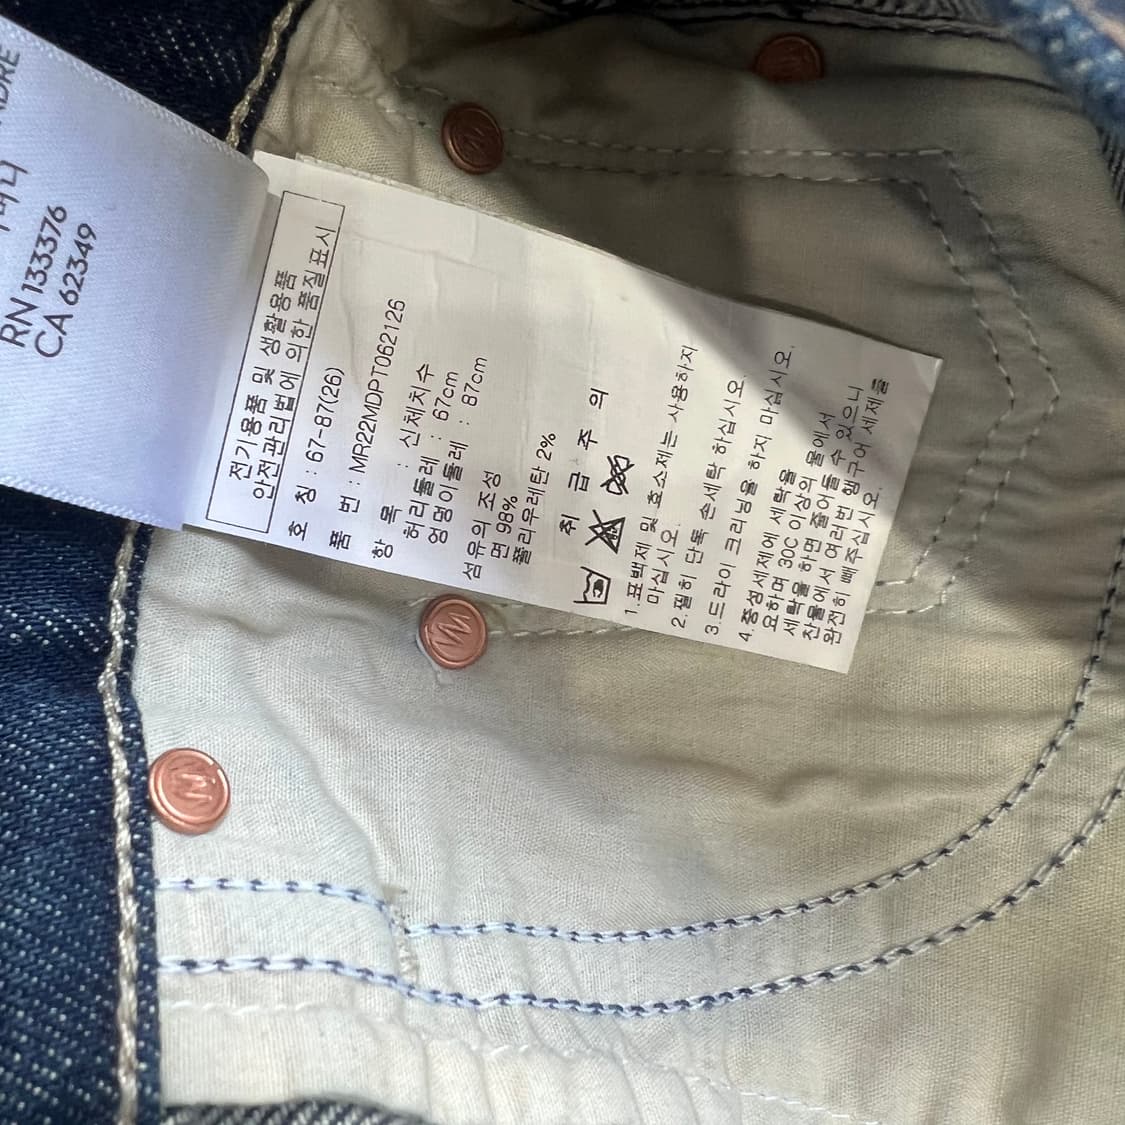 RN 133376
CA 62349
전기용품 및 생활용품
안전관리법에 의한 품질표시
호 칭 : 67-87(26)
품 번 : MR22MDPT062126
항 목 : 신체치수
허리둘레 : 67cm
엉덩이둘레 : 87cm
섬유의 조성
면 98%
폴리우레탄 2%
취 급 주 의
1.표백제 및 효소제는 사용하지
마십시오.
2.필히 단독 손세탁 하십시오.
3.드라이 크리닝을 하지 마십시오.
4.중성세제에 세탁을
요하며 30C 이상의 물에서
세탁을 하면 줄어들 수 있으니
찬물에서 여러번 헹구어 세제를
완전히 빼주십시오.